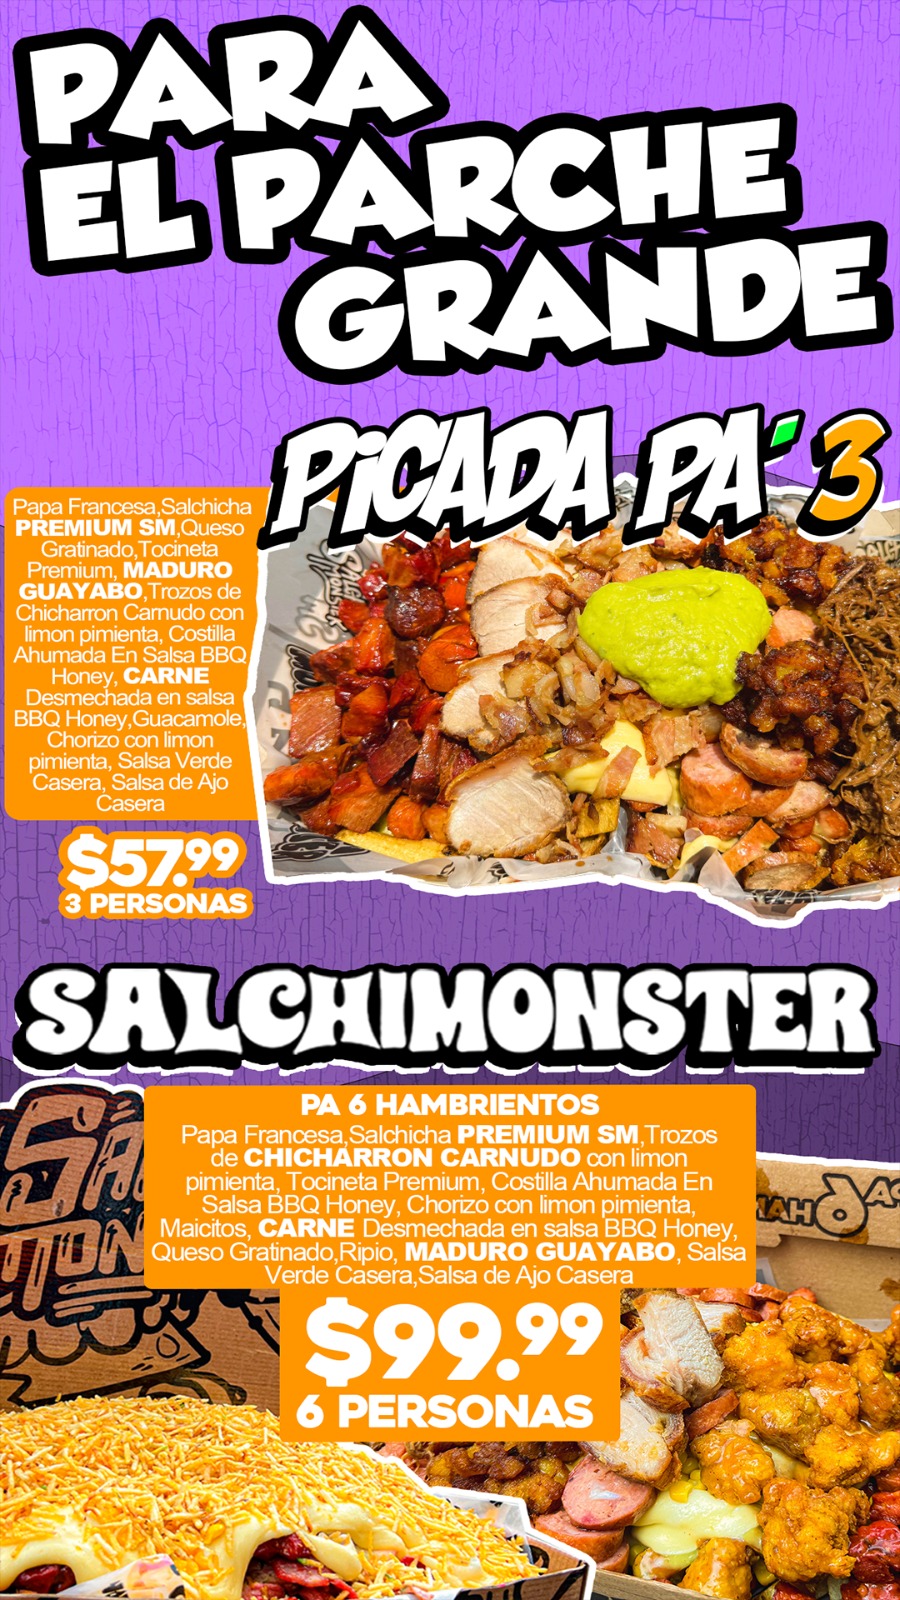 PARA
EL PARCHE
GRANDE
PiCADA PA´ 3
Papa Francesa,Salchicha
PREMIUM SM,Queso
Gratinado,Tocineta
Premium, MADURO
GUAYABO,Trozos de
Chicharron Carnudo con
limon pimienta, Costilla
Ahumada En Salsa BBQ
Honey, CARNE
Desmechada en salsa
BBQ Honey,Guacamole,
Chorizo con limon
pimienta, Salsa Verde
Casera, Salsa de Ajo
Casera
$57.99
3 PERSONAS
SALCHIMONSTER
PA 6 HAMBRIENTOS
Papa Francesa,Salchicha PREMIUM SM,Trozos
de CHICHARRON CARNUDO con limon
pimienta, Tocineta Premium, Costilla Ahumada En
Salsa BBQ Honey, Chorizo con limon pimienta,
Maicitos, CARNE Desmechada en salsa BBQ Honey,
Queso Gratinado,Ripio, MADURO GUAYABO, Salsa
Verde Casera,Salsa de Ajo Casera
$99.99
6 PERSONAS